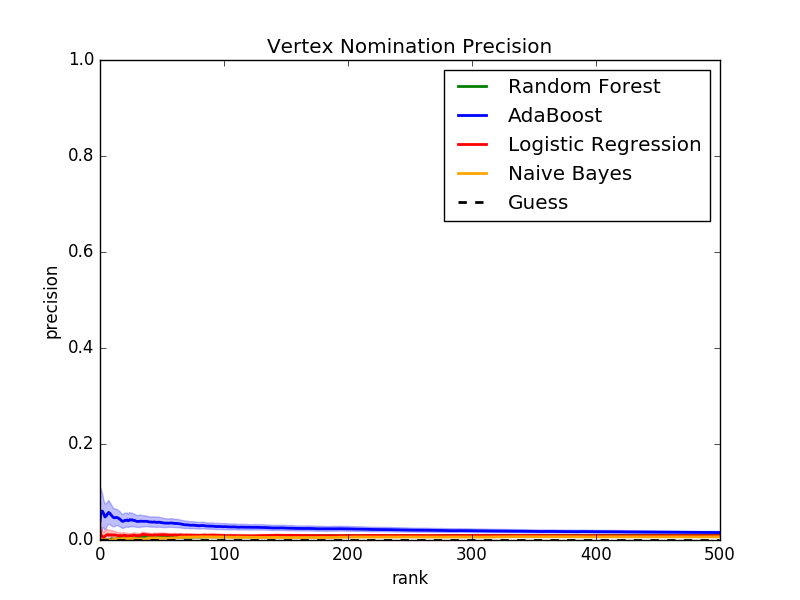 Vertex Nomination Precision
1.0
0.8
0.6
0.4
0.2
0.0
precision
Random Forest
AdaBoost
Logistic Regression
Naive Bayes
Guess
0
100
200
300
400
500
rank